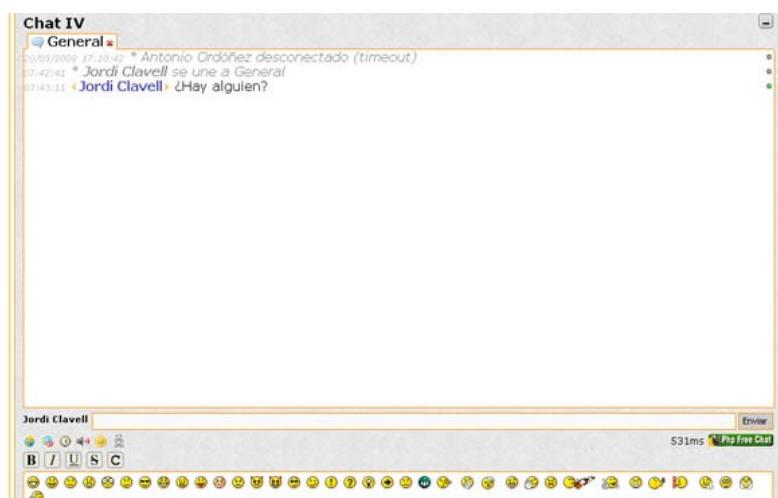 Chat IV
General
20/03/2008 17:10:42 * Antonio Ordóñez desconectado (timeout)
07:42:41 * Jordi Clavell se une a General
07:43:11 ‹Jordi Clavell› ¿Hay alguien?
Jordi Clavell
Enviar
531ms Php Free Chat
B I U S C